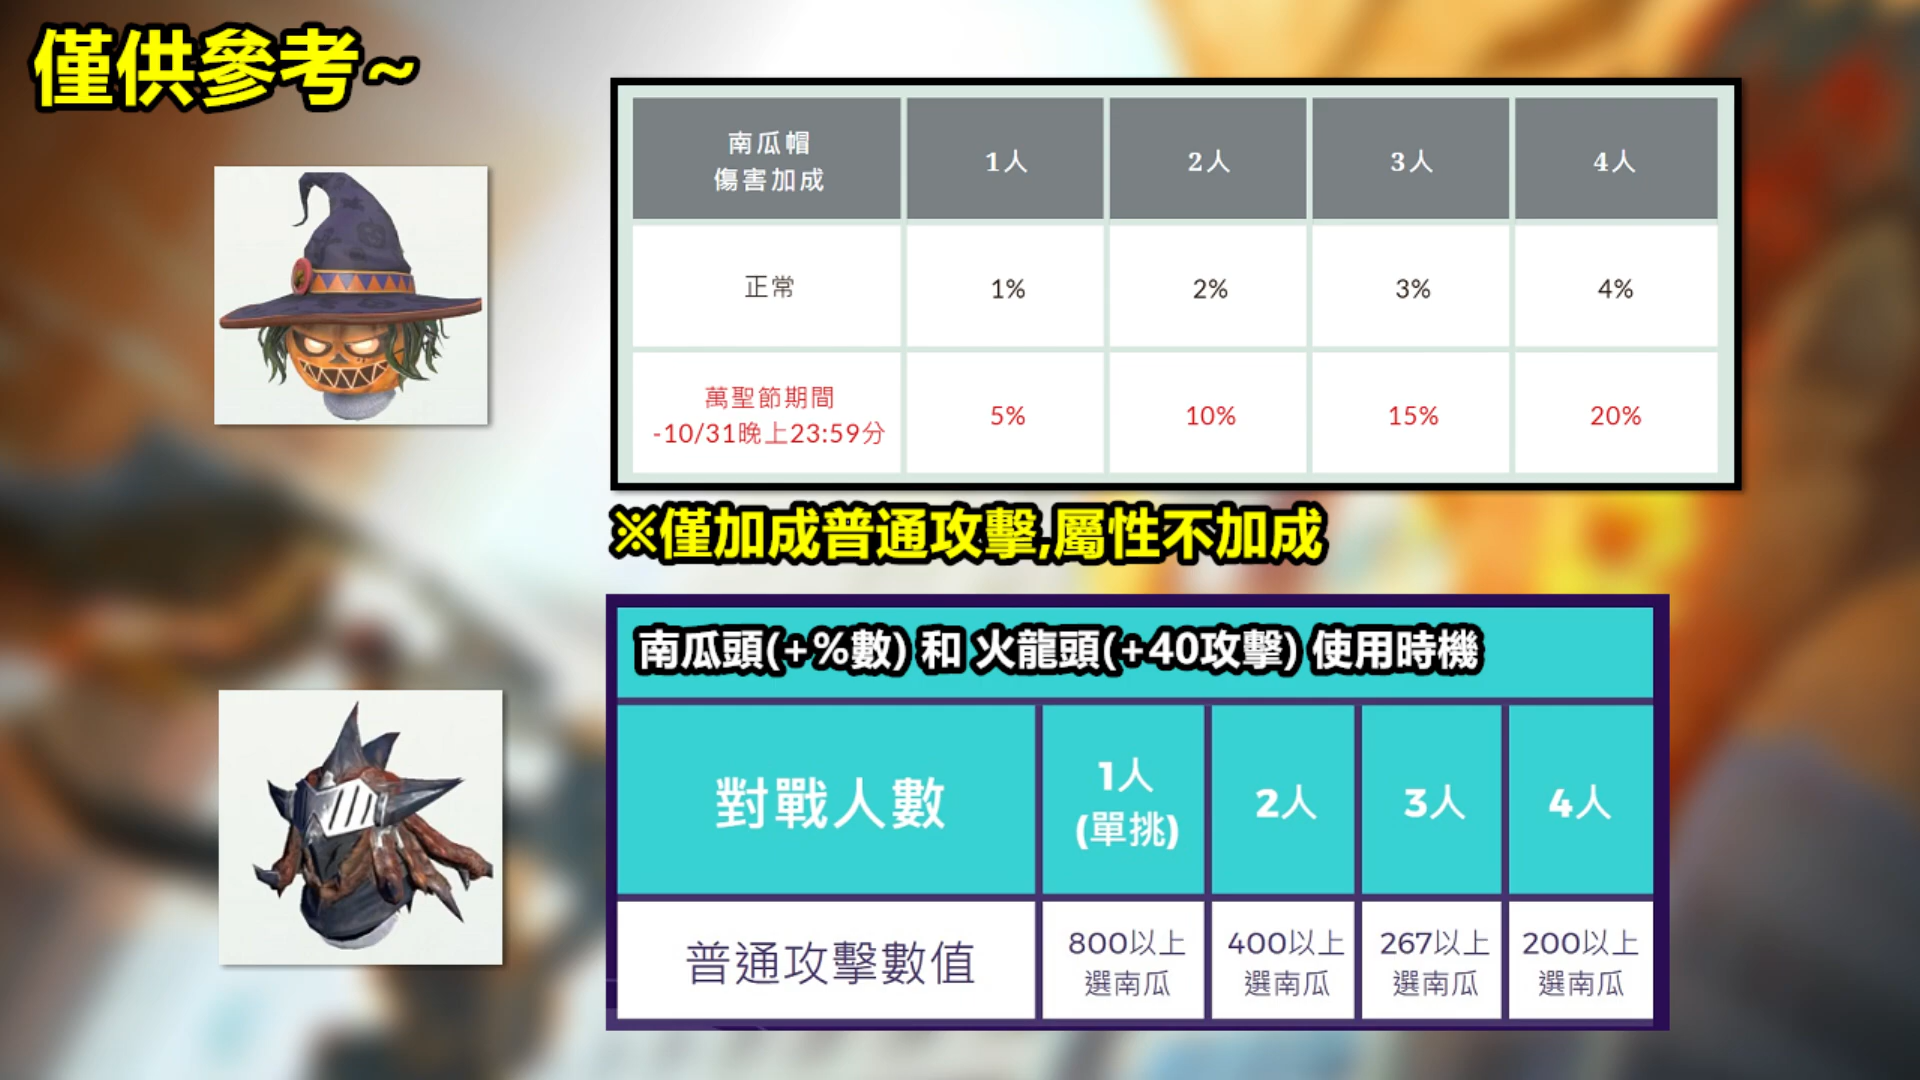 僅供參考~
南瓜帽
傷害加成
1人
2人
3人
4人
正常
1%
2%
3%
4%
萬聖節期間
-10/31晚上23:59分
5%
10%
15%
20%
※僅加成普通攻擊,屬性不加成
南瓜頭(+%數) 和 火龍頭(+40攻擊) 使用時機
對戰人數
1人
(單挑)
2人
3人
4人
普通攻擊數值
800以上
選南瓜
400以上
選南瓜
267以上
選南瓜
200以上
選南瓜